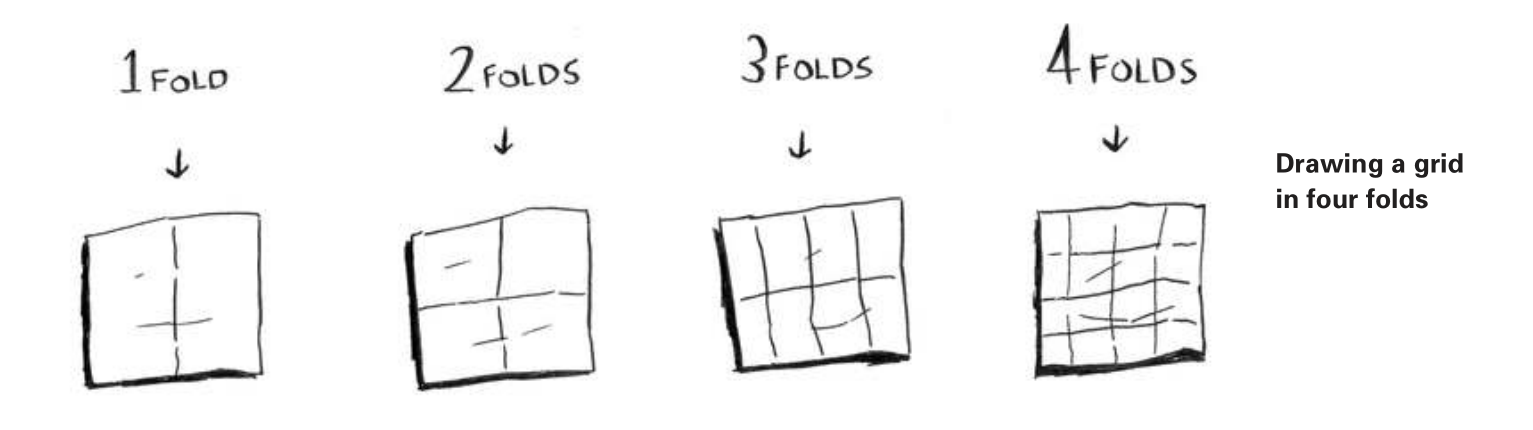 1 FOLD
2 FOLDS
3 FOLDS
4 FOLDS
Drawing a grid
in four folds